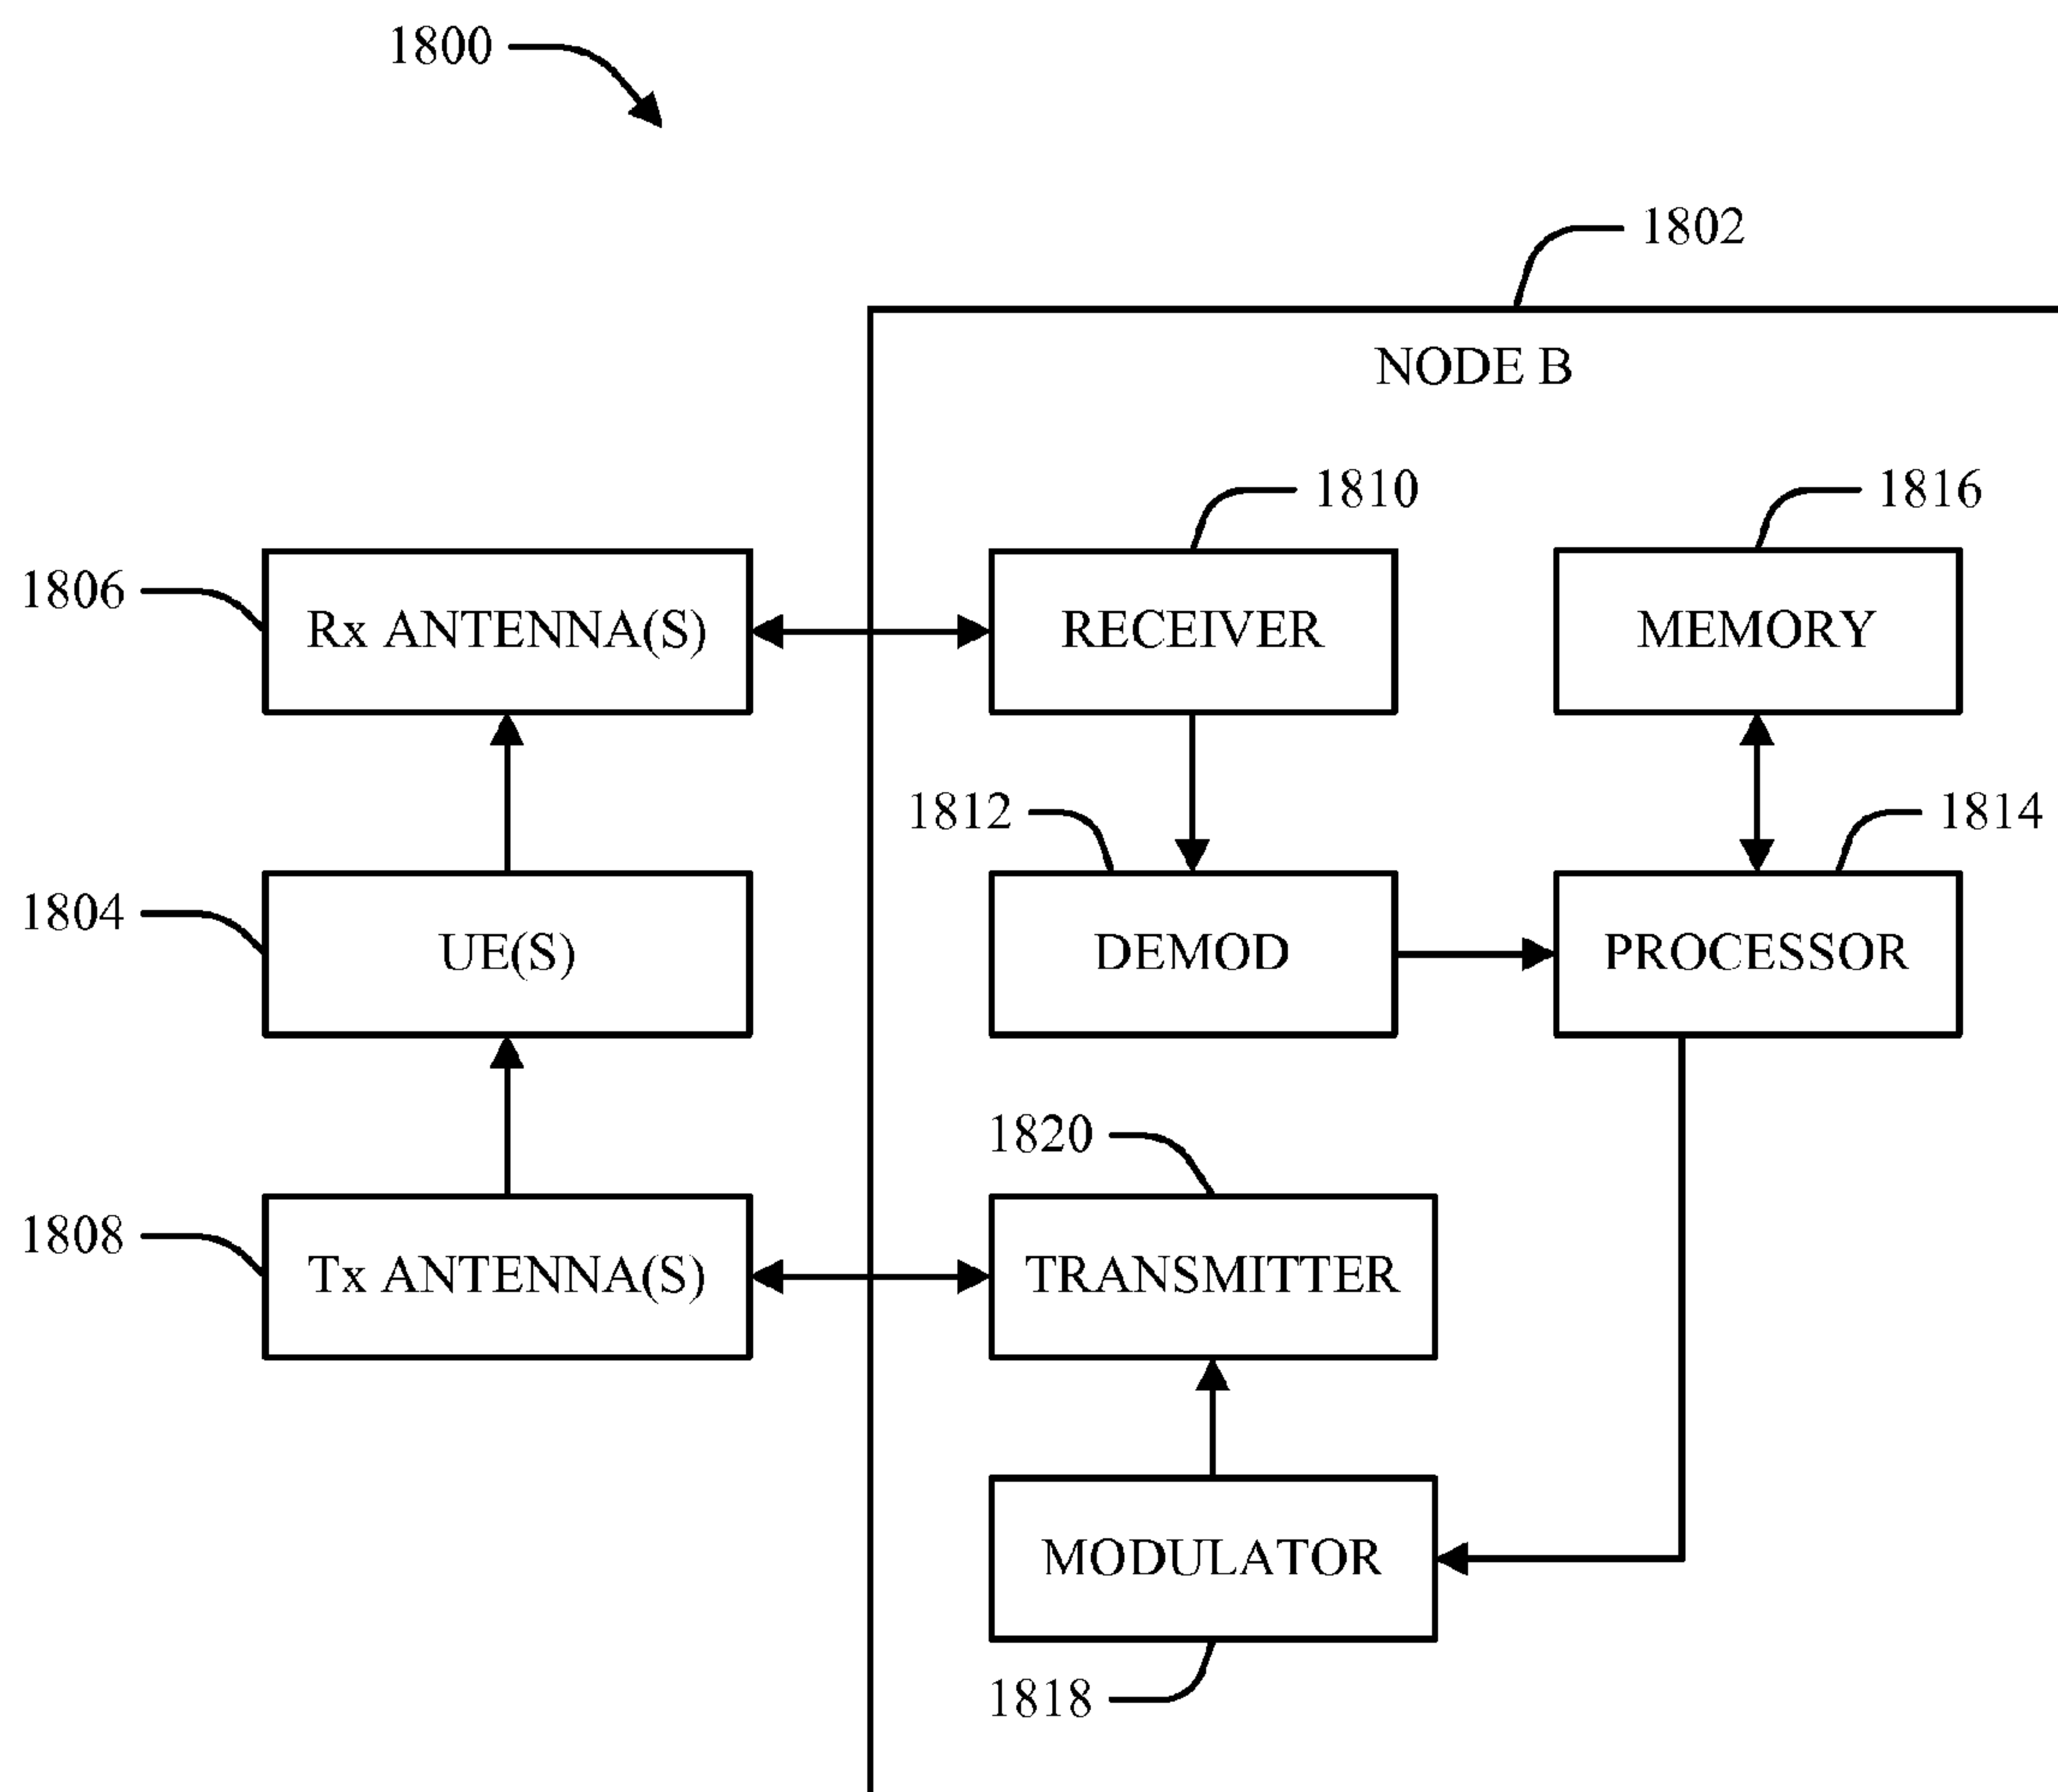 1800
1802
NODE B
1810
1816
1806
Rx ANTENNA(S)
RECEIVER
MEMORY
1812
1814
1804
UE(S)
DEMOD
PROCESSOR
1820
1808
Tx ANTENNA(S)
TRANSMITTER
MODULATOR
1818